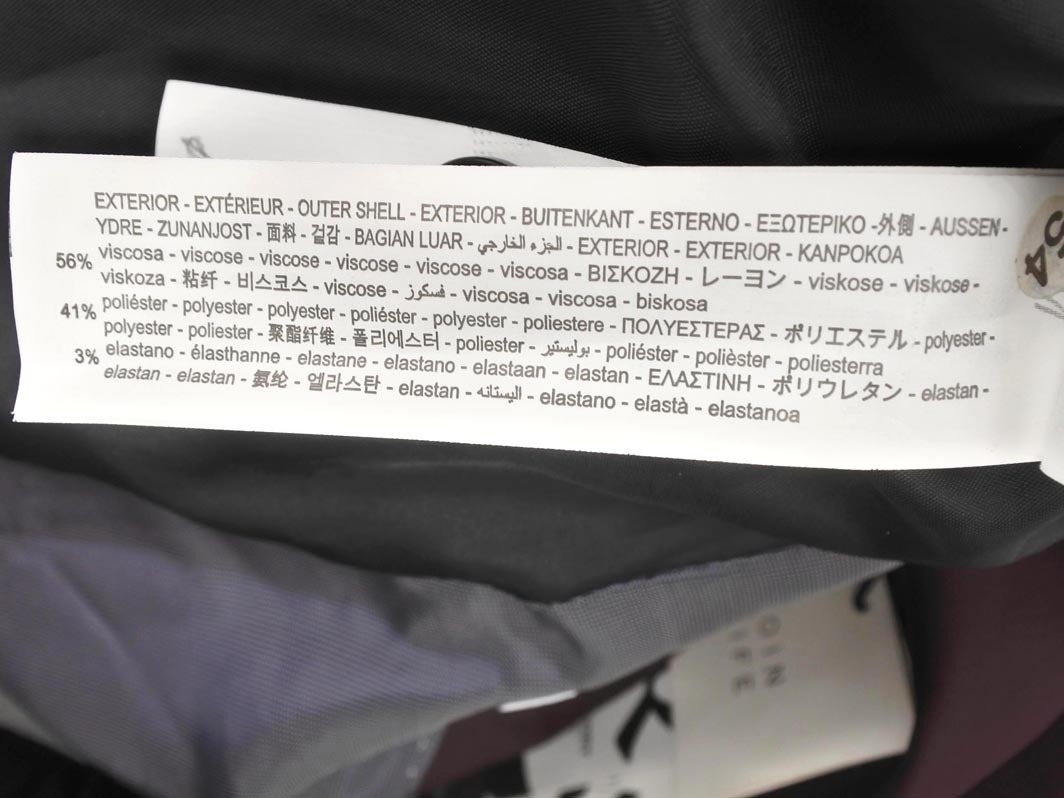 EXTERIOR - EXTÉRIEUR - OUTER SHELL - EXTERIOR - BUITENKANT - ESTERNO - ΕΞΩΤΕΡΙΚΟ -外側 - AUSSEN-
YDRE - ZUNANJOST - 面料 - 겉감 - BAGIAN LUAR - الجزء الخارجي - EXTERIOR - EXTERIOR - KANPOKOA
56% viscosa - viscose - viscose - viscose - viscose - viscosa - ΒΙΣΚΟΖΗ - レーヨン - viskose - viskose -
viskoza - 粘纤 - 비스코스 - viscose - فسكوز - viscosa - viscosa - biskosa
41% poliéster - polyester - polyester - poliéster - polyester - poliestere - ΠΟΛΥΕΣΤΕΡΑΣ - ポリエステル - polyester -
polyester - poliester - 聚酯纤维 - 폴리에스터 - poliester - بوليستير - poliéster - polièster - poliesterra
3% elastano - élasthanne - elastane - elastano - elastaan - elastan - ΕΛΑΣΤΙΝΗ - ポリウレタン - elastan -
elastan - elastan - 氨纶 - 엘라스탄 - elastan - اليستانه - elastano - elastà - elastanoa
OIN
IFE